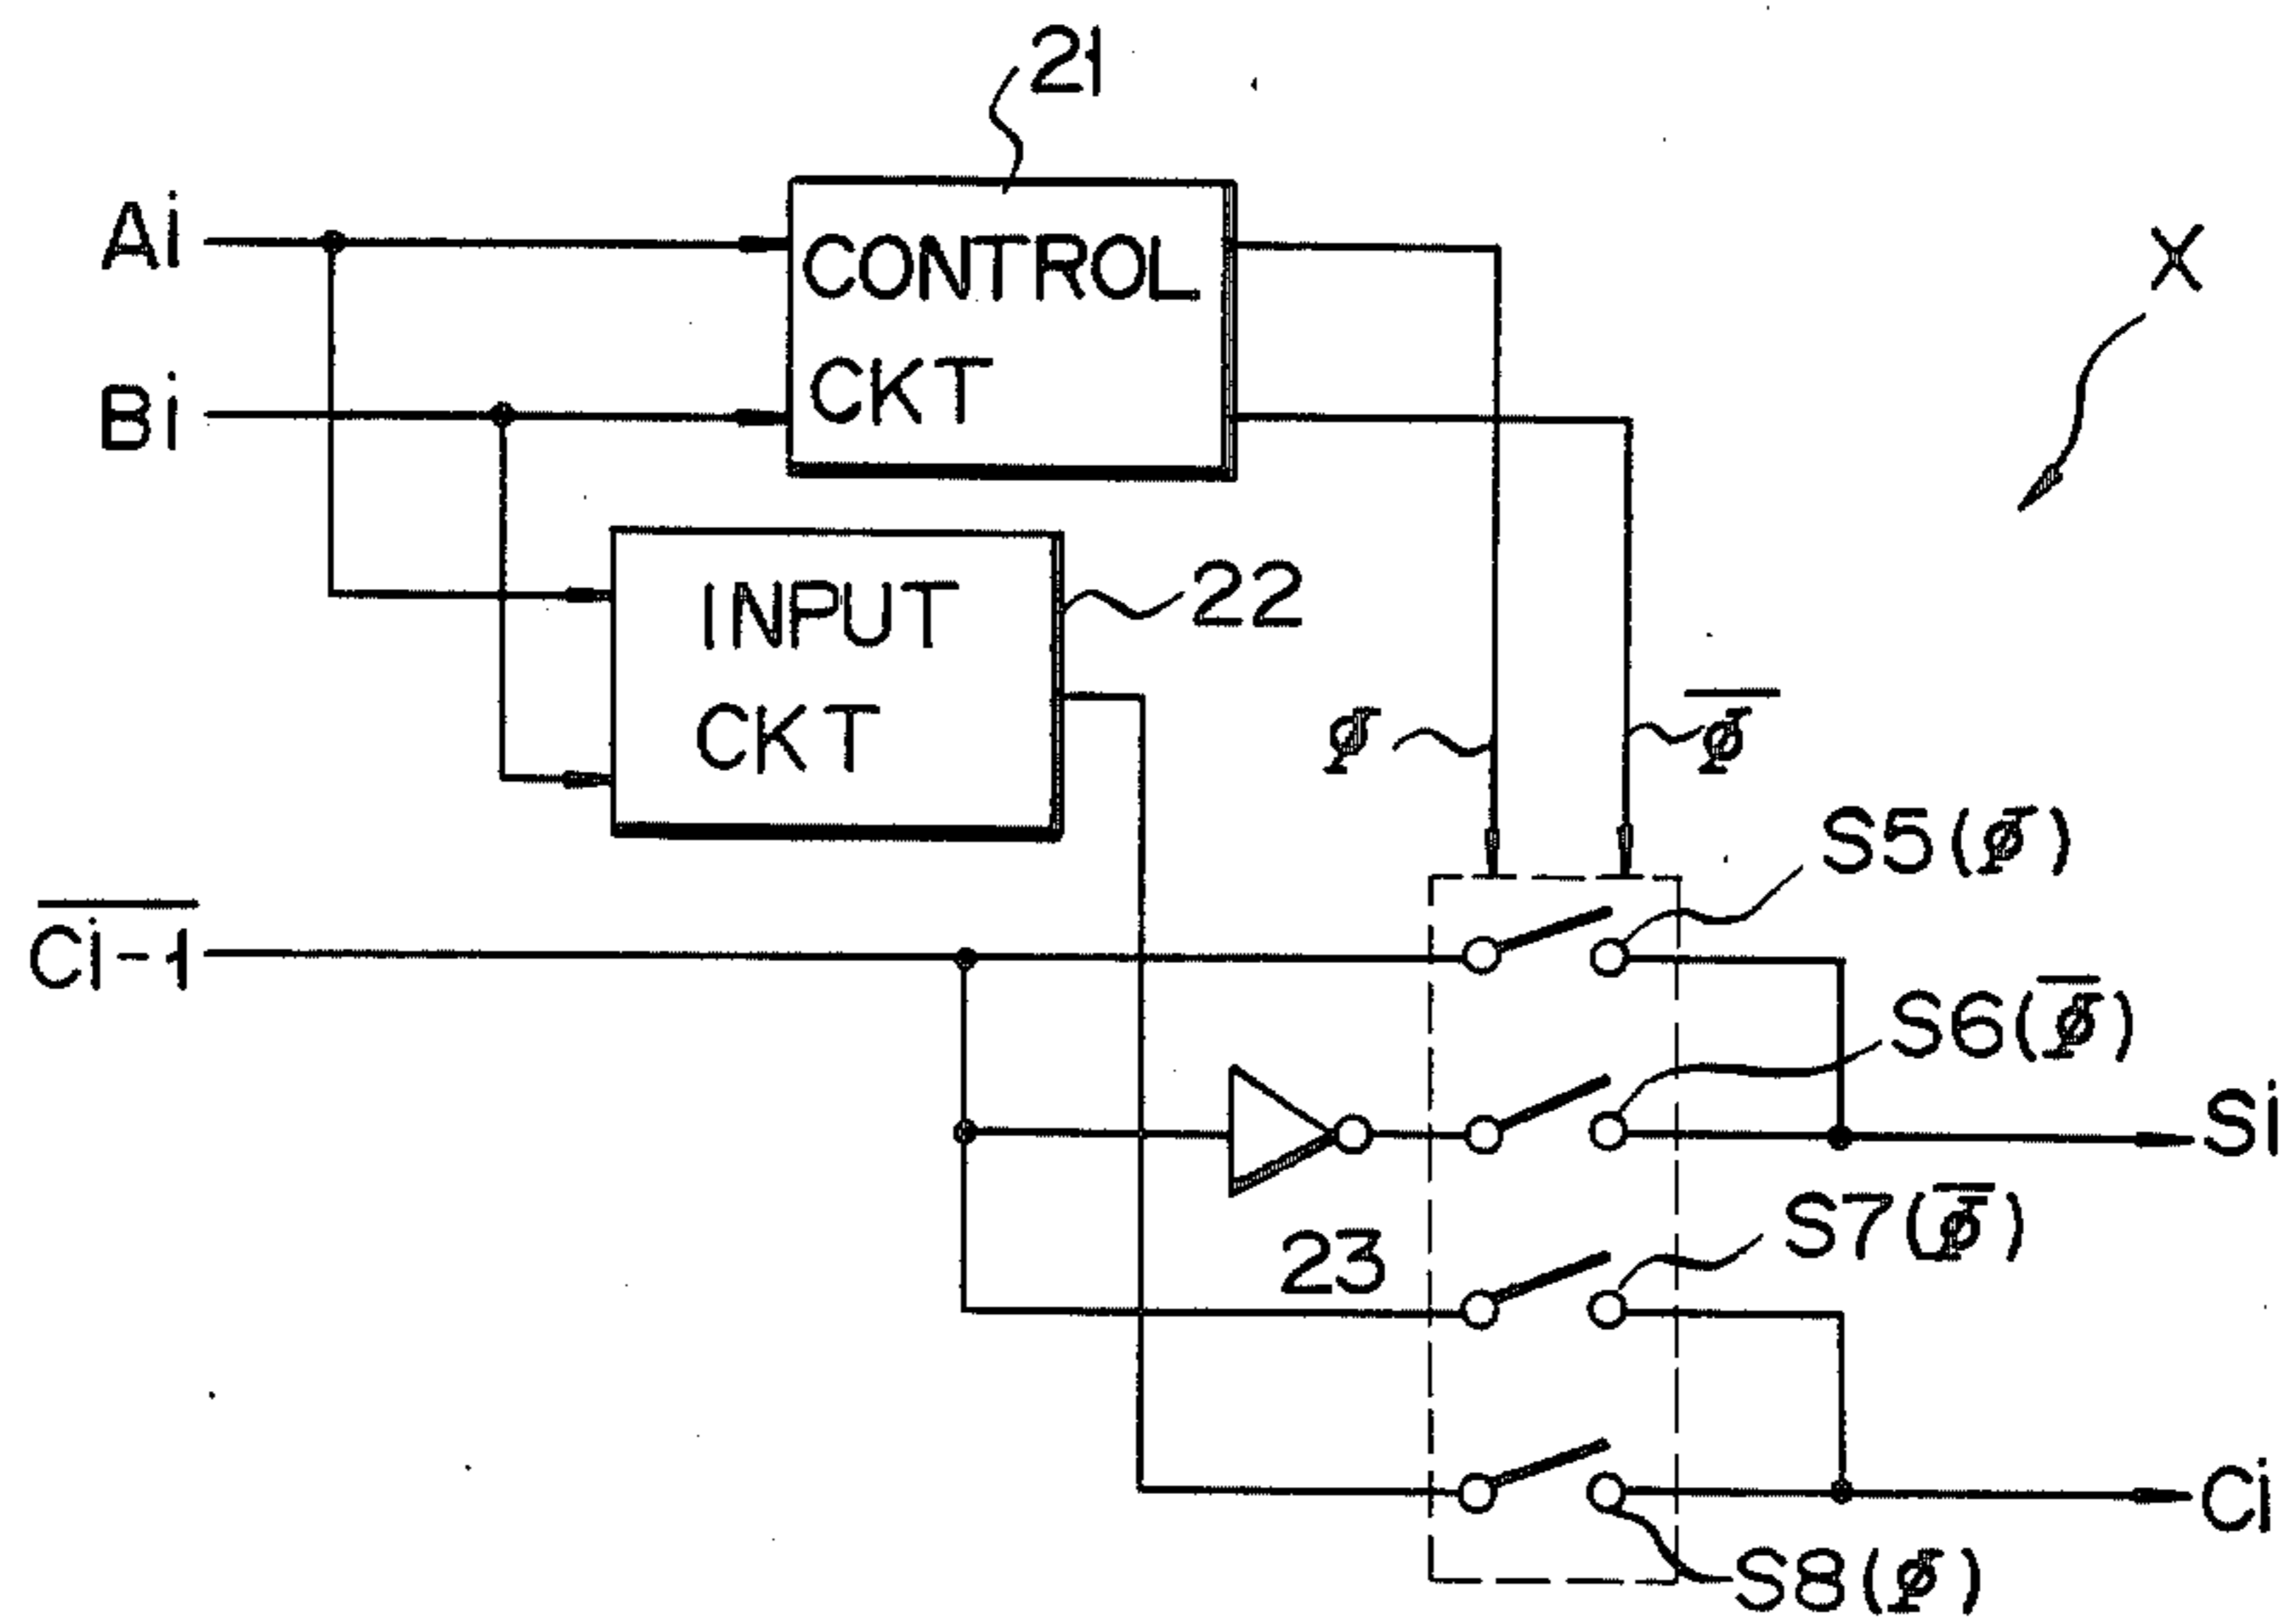 21
Ai
CONTROL
CKT
X
Bi
INPUT
CKT
22
ϕ
ϕ̅
S5(ϕ)
C̅i̅-̅1̅
S6(ϕ̅)
Si
S7(ϕ̅)
23
Ci
S8(ϕ)